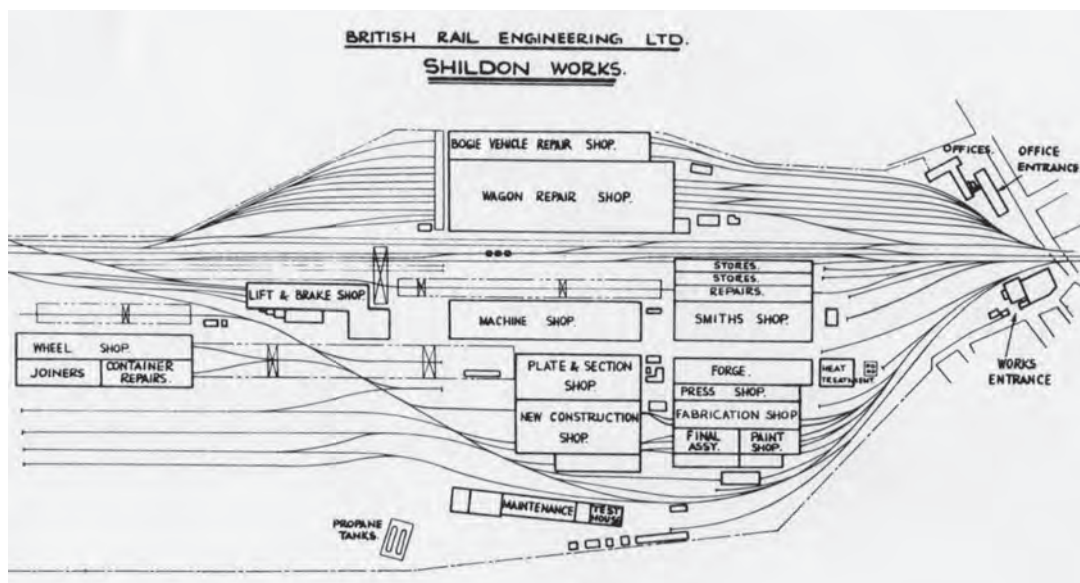 BRITISH RAIL ENGINEERING LTD.
SHILDON WORKS.
BOGIE VEHICLE REPAIR SHOP.
WAGON REPAIR SHOP.
OFFICES.
OFFICE
ENTRANCE
STORES.
STORES.
REPAIRS.
SMITHS SHOP.
LIFT & BRAKE SHOP.
MACHINE SHOP.
WHEEL SHOP.
JOINERS
CONTAINER
REPAIRS.
PLATE & SECTION
SHOP.
NEW CONSTRUCTION
SHOP.
FORGE.
PRESS SHOP.
FABRICATION SHOP
FINAL
ASSY.
PAINT
SHOP.
HEAT
TREATMENT
WORKS
ENTRANCE
MAINTENANCE
TEST
HOUSE
PROPANE
TANKS.